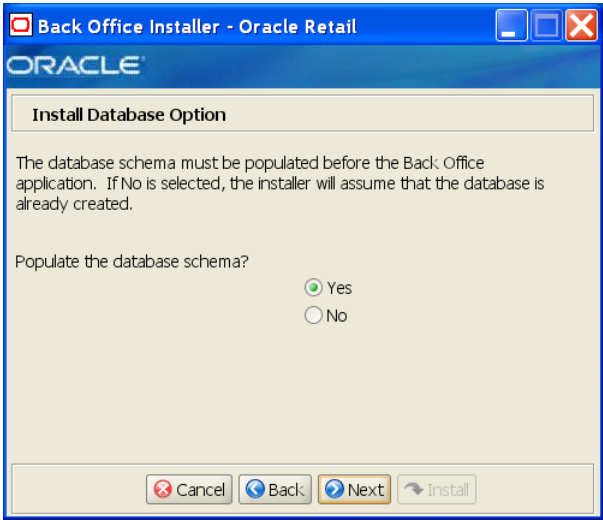 Back Office Installer - Oracle Retail
ORACLE
Install Database Option
The database schema must be populated before the Back Office
application. If No is selected, the installer will assume that the database is
already created.
Populate the database schema?
Yes
No
Cancel Back Next Install